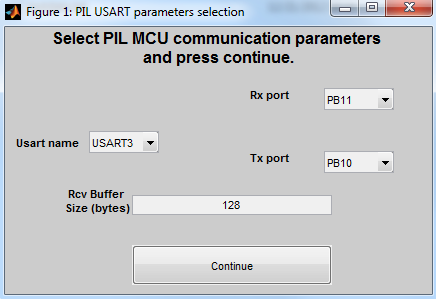 Figure 1: PIL USART parameters selection
Select PIL MCU communication parameters
and press continue.
Rx port
PB11
Usart name
USART3
Tx port
PB10
Rcv Buffer
Size (bytes)
128
Continue